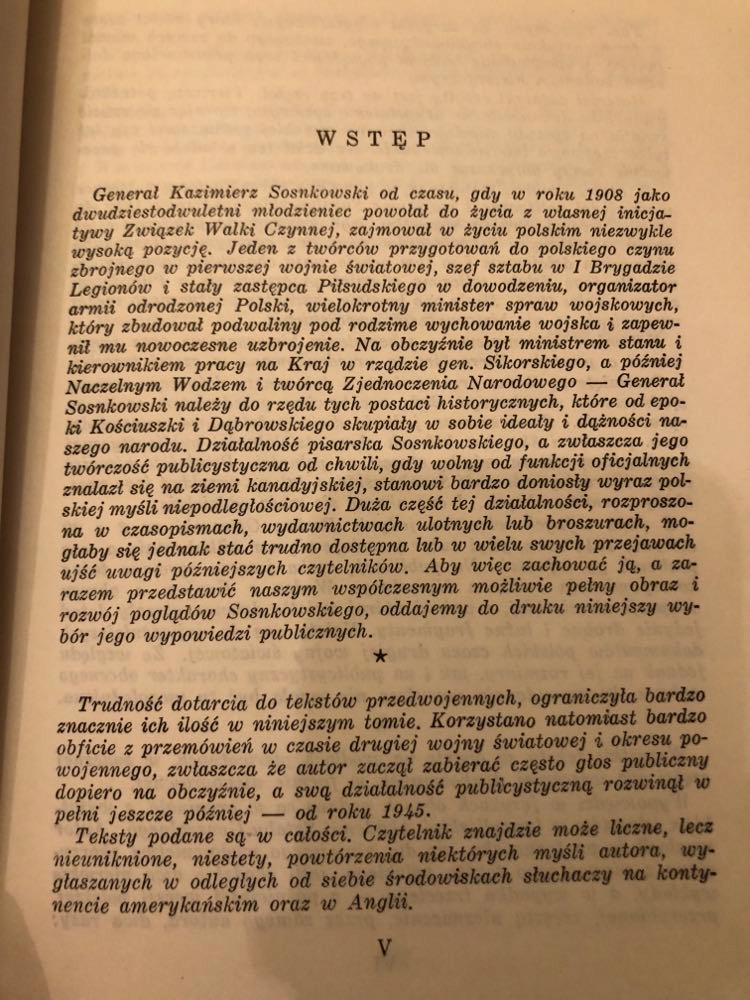 WSTĘP
Generał Kazimierz Sosnkowski od czasu, gdy w roku 1908 jako
dwudziestodwuletni młodzieniec powołał do życia z własnej inicja-
tywy Związek Walki Czynnej, zajmował w życiu polskim niezwykle
wysoką pozycję. Jeden z twórców przygotowań do polskiego czynu
zbrojnego w pierwszej wojnie światowej, szef sztabu w I Brygadzie
Legionów i stały zastępca Piłsudskiego w dowodzeniu, organizator
armii odrodzonej Polski, wielokrotny minister spraw wojskowych,
który zbudował podwaliny pod rodzime wychowanie wojska i zapew-
nił mu nowoczesne uzbrojenie. Na obczyźnie był ministrem stanu i
kierownikiem pracy na Kraj w rządzie gen. Sikorskiego, a później
Naczelnym Wodzem i twórcą Zjednoczenia Narodowego — Generał
Sosnkowski należy do rzędu tych postaci historycznych, które od epo-
ki Kościuszki i Dąbrowskiego skupiały w sobie ideały i dążności na-
szego narodu. Działalność pisarska Sosnkowskiego, a zwłaszcza jego
twórczość publicystyczna od chwili, gdy wolny od funkcji oficjalnych
znalazł się na ziemi kanadyjskiej, stanowi bardzo doniosły wyraz pol-
skiej myśli niepodległościowej. Duża część tej działalności, rozproszo-
na w czasopismach, wydawnictwach ulotnych lub broszurach, mo-
głaby się jednak stać trudno dostępna lub w wielu swych przejawach
ujść uwagi późniejszych czytelników. Aby więc zachować ją, a za-
razem przedstawić naszym współczesnym możliwie pełny obraz i
rozwój poglądów Sosnkowskiego, oddajemy do druku niniejszy wy-
bór jego wypowiedzi publicznych.
★
Trudność dotarcia do tekstów przedwojennych, ograniczyła bardzo
znacznie ich ilość w niniejszym tomie. Korzystano natomiast bardzo
obficie z przemówień w czasie drugiej wojny światowej i okresu po-
wojennego, zwłaszcza że autor zaczął zabierać często głos publiczny
dopiero na obczyźnie, a swą działalność publicystyczną rozwinął w
pełni jeszcze później — od roku 1945.
Teksty podane są w całości. Czytelnik znajdzie może liczne, lecz
nieuniknione, niestety, powtórzenia niektórych myśli autora, wy-
głaszanych w odległych od siebie środowiskach słuchaczy na konty-
nencie amerykańskim oraz w Anglii.
V